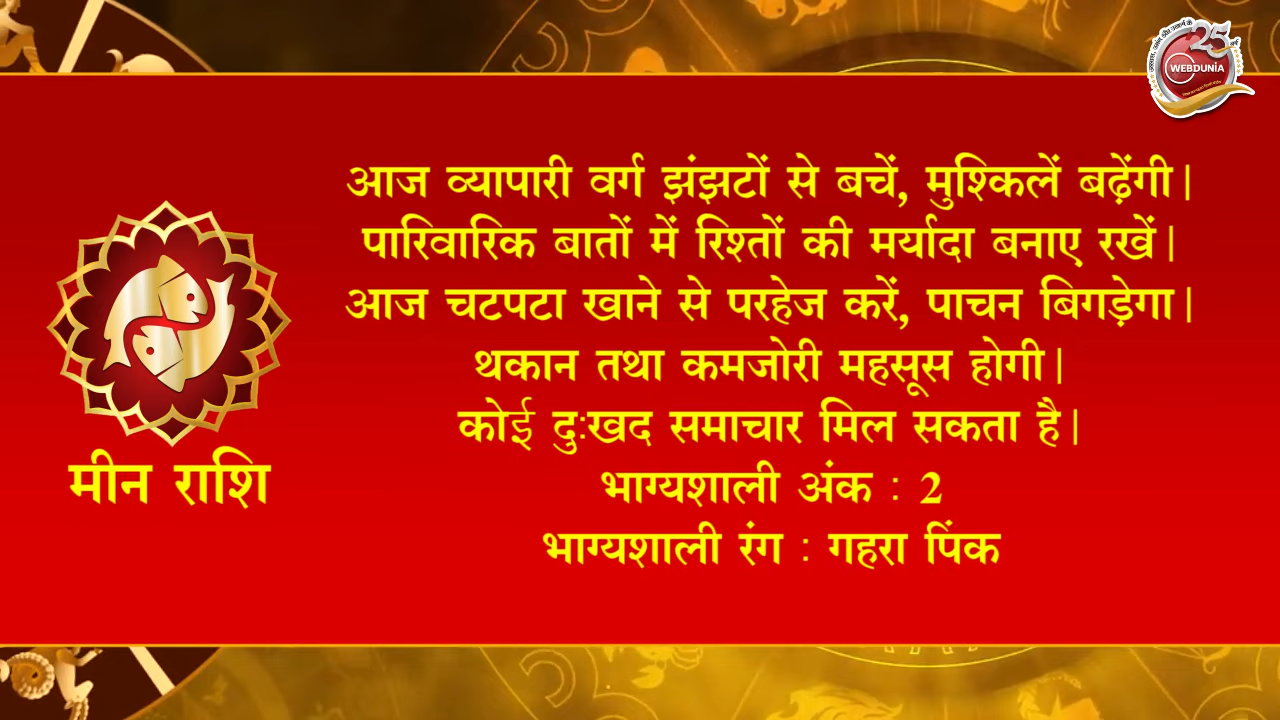 WEBDUNIA
25
आज व्यापारी वर्ग झंझटों से बचें, मुश्किलें बढ़ेंगी।
पारिवारिक बातों में रिश्तों की मर्यादा बनाए रखें।
आज चटपटा खाने से परहेज करें, पाचन बिगड़ेगा।
थकान तथा कमजोरी महसूस होगी।
कोई दुःखद समाचार मिल सकता है।
भाग्यशाली अंक : 2
भाग्यशाली रंग : गहरा पिंक
मीन राशि